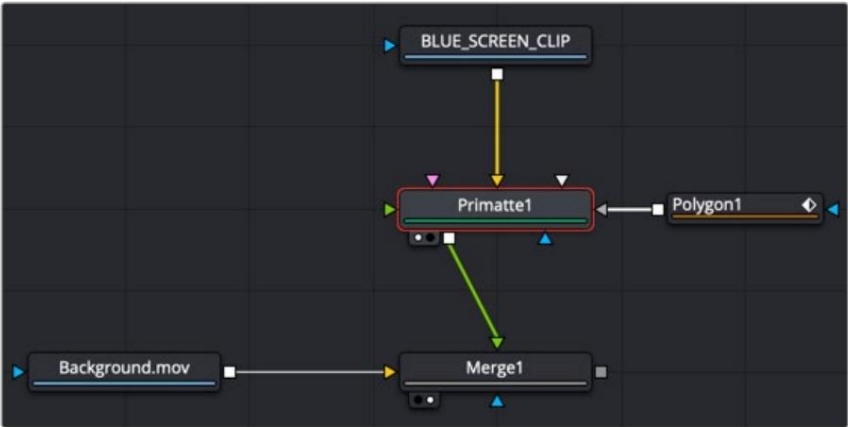 BLUE_SCREEN_CLIP
Primatte1
Polygon1
Background.mov
Merge1